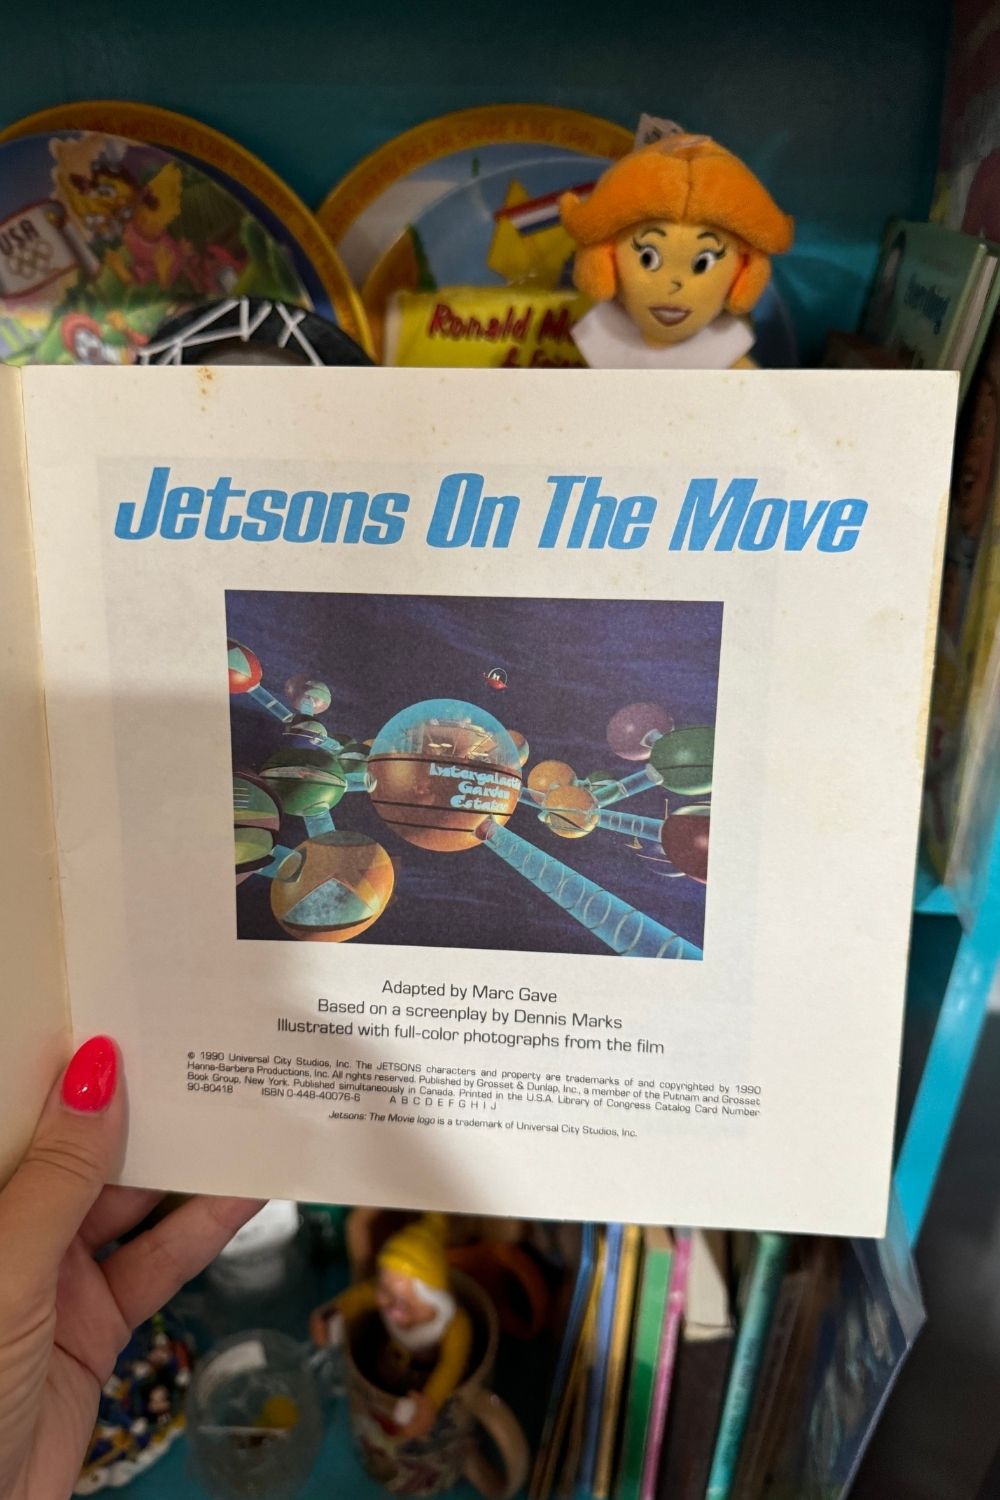 USA
Ronald
Jetsons On The Move
Intergalactic
Garden
Estates
Adapted by Marc Gave
Based on a screenplay by Dennis Marks
Illustrated with full-color photographs from the film
© 1990 Universal City Studios, Inc. The JETSONS characters and property are trademarks of and copyrighted by 1990
Hanna-Barbera Productions, Inc. All rights reserved. Published by Grosset & Dunlap, Inc., a member of the Putnam and Grosset
Book Group, New York. Published simultaneously in Canada. Printed in the U.S.A. Library of Congress Catalog Card Number
90-80418 ISBN 0-448-40076-6 A B C D E F G H I J
Jetsons: The Movie logo is a trademark of Universal City Studios, Inc.